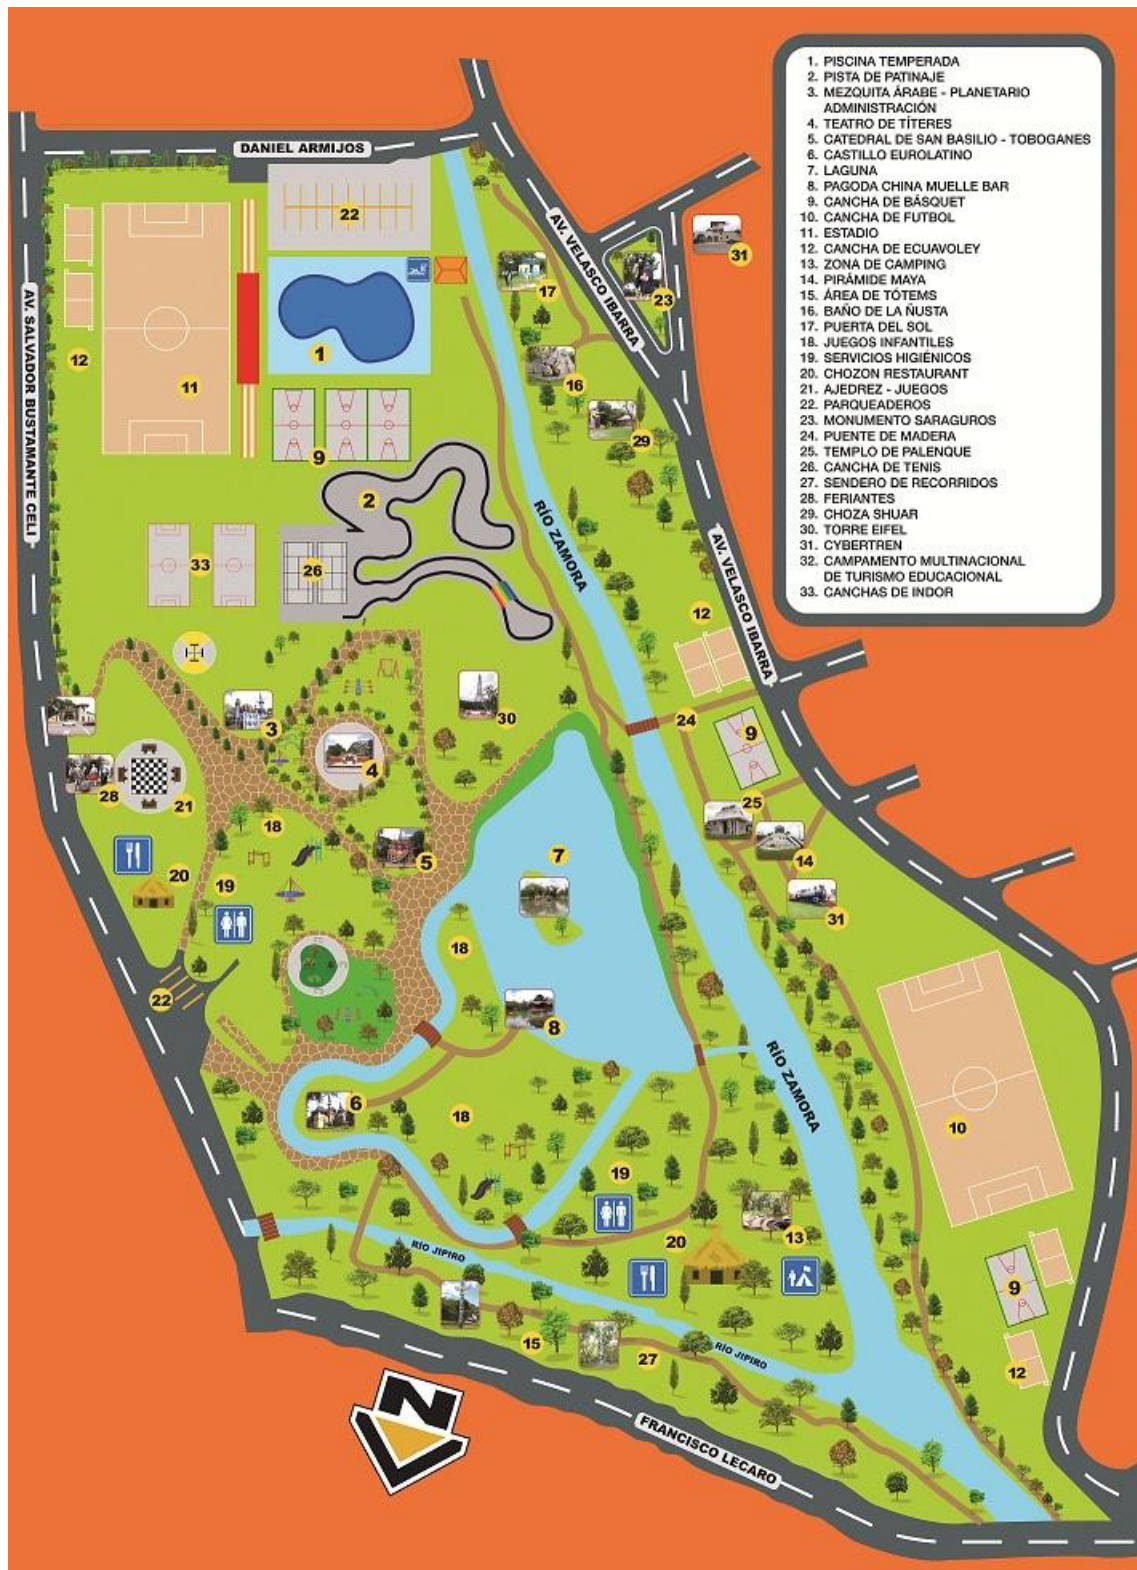 1. PISCINA TEMPERADA
2. PISTA DE PATINAJE
3. MEZQUITA ÁRABE - PLANETARIO
ADMINISTRACIÓN
4. TEATRO DE TÍTERES
5. CATEDRAL DE SAN BASILIO - TOBOGANES
6. CASTILLO EUROLATINO
7. LAGUNA
8. PAGODA CHINA MUELLE BAR
9. CANCHA DE BÁSQUET
10. CANCHA DE FUTBOL
11. ESTADIO
12. CANCHA DE ECUAVOLEY
13. ZONA DE CAMPING
14. PIRÁMIDE MAYA
15. ÁREA DE TÓTEMS
16. BAÑO DE LA ÑUSTA
17. PUERTA DEL SOL
18. JUEGOS INFANTILES
19. SERVICIOS HIGIÉNICOS
20. CHOZON RESTAURANT
21. AJEDREZ - JUEGOS
22. PARQUEADEROS
23. MONUMENTO SARAGUROS
24. PUENTE DE MADERA
25. TEMPLO DE PALENQUE
26. CANCHA DE TENIS
27. SENDERO DE RECORRIDOS
28. FERIANTES
29. CHOZA SHUAR
30. TORRE EIFEL
31. CYBERTREN
32. CAMPAMENTO MULTINACIONAL
DE TURISMO EDUCACIONAL
33. CANCHAS DE INDOR
DANIEL ARMIJOS
AV. VELASCO IBARRA
AV. SALVADOR BUSTAMANTE CELI
22
31
17
23
1
12
11
16
29
9
2
RÍO ZAMORA
33
26
AV. VELASCO IBARRA
12
30
3
24
9
4
28
21
18
25
5
7
14
20
19
31
18
22
8
RÍO ZAMORA
6
18
10
19
13
20
RÍO JIPIRO
9
15
27
RÍO JIPIRO
12
N
FRANCISCO LECARO